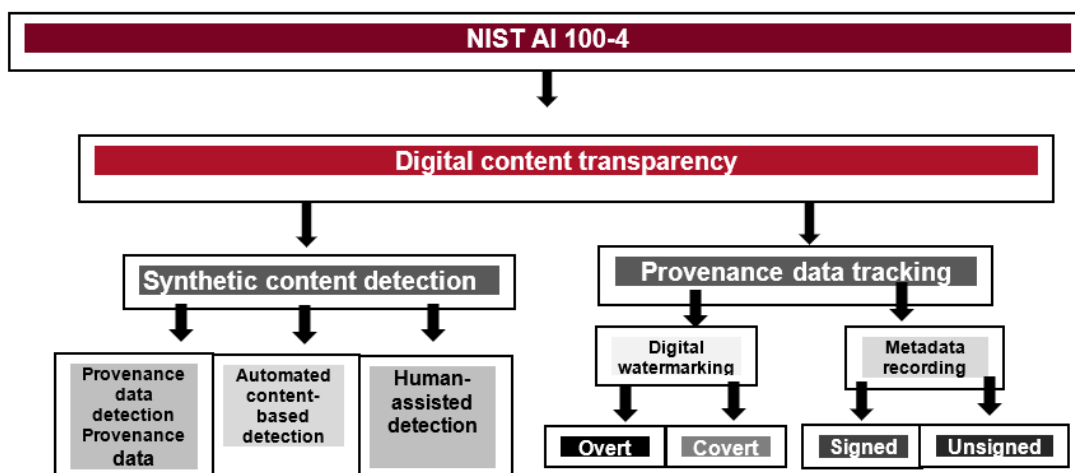 NIST AI 100-4
Digital content transparency
Synthetic content detection
Provenance data tracking
Provenance
data
detection
Provenance
data
Automated
content-
based
detection
Human-
assisted
detection
Digital
watermarking
Metadata
recording
Overt
Covert
Signed
Unsigned